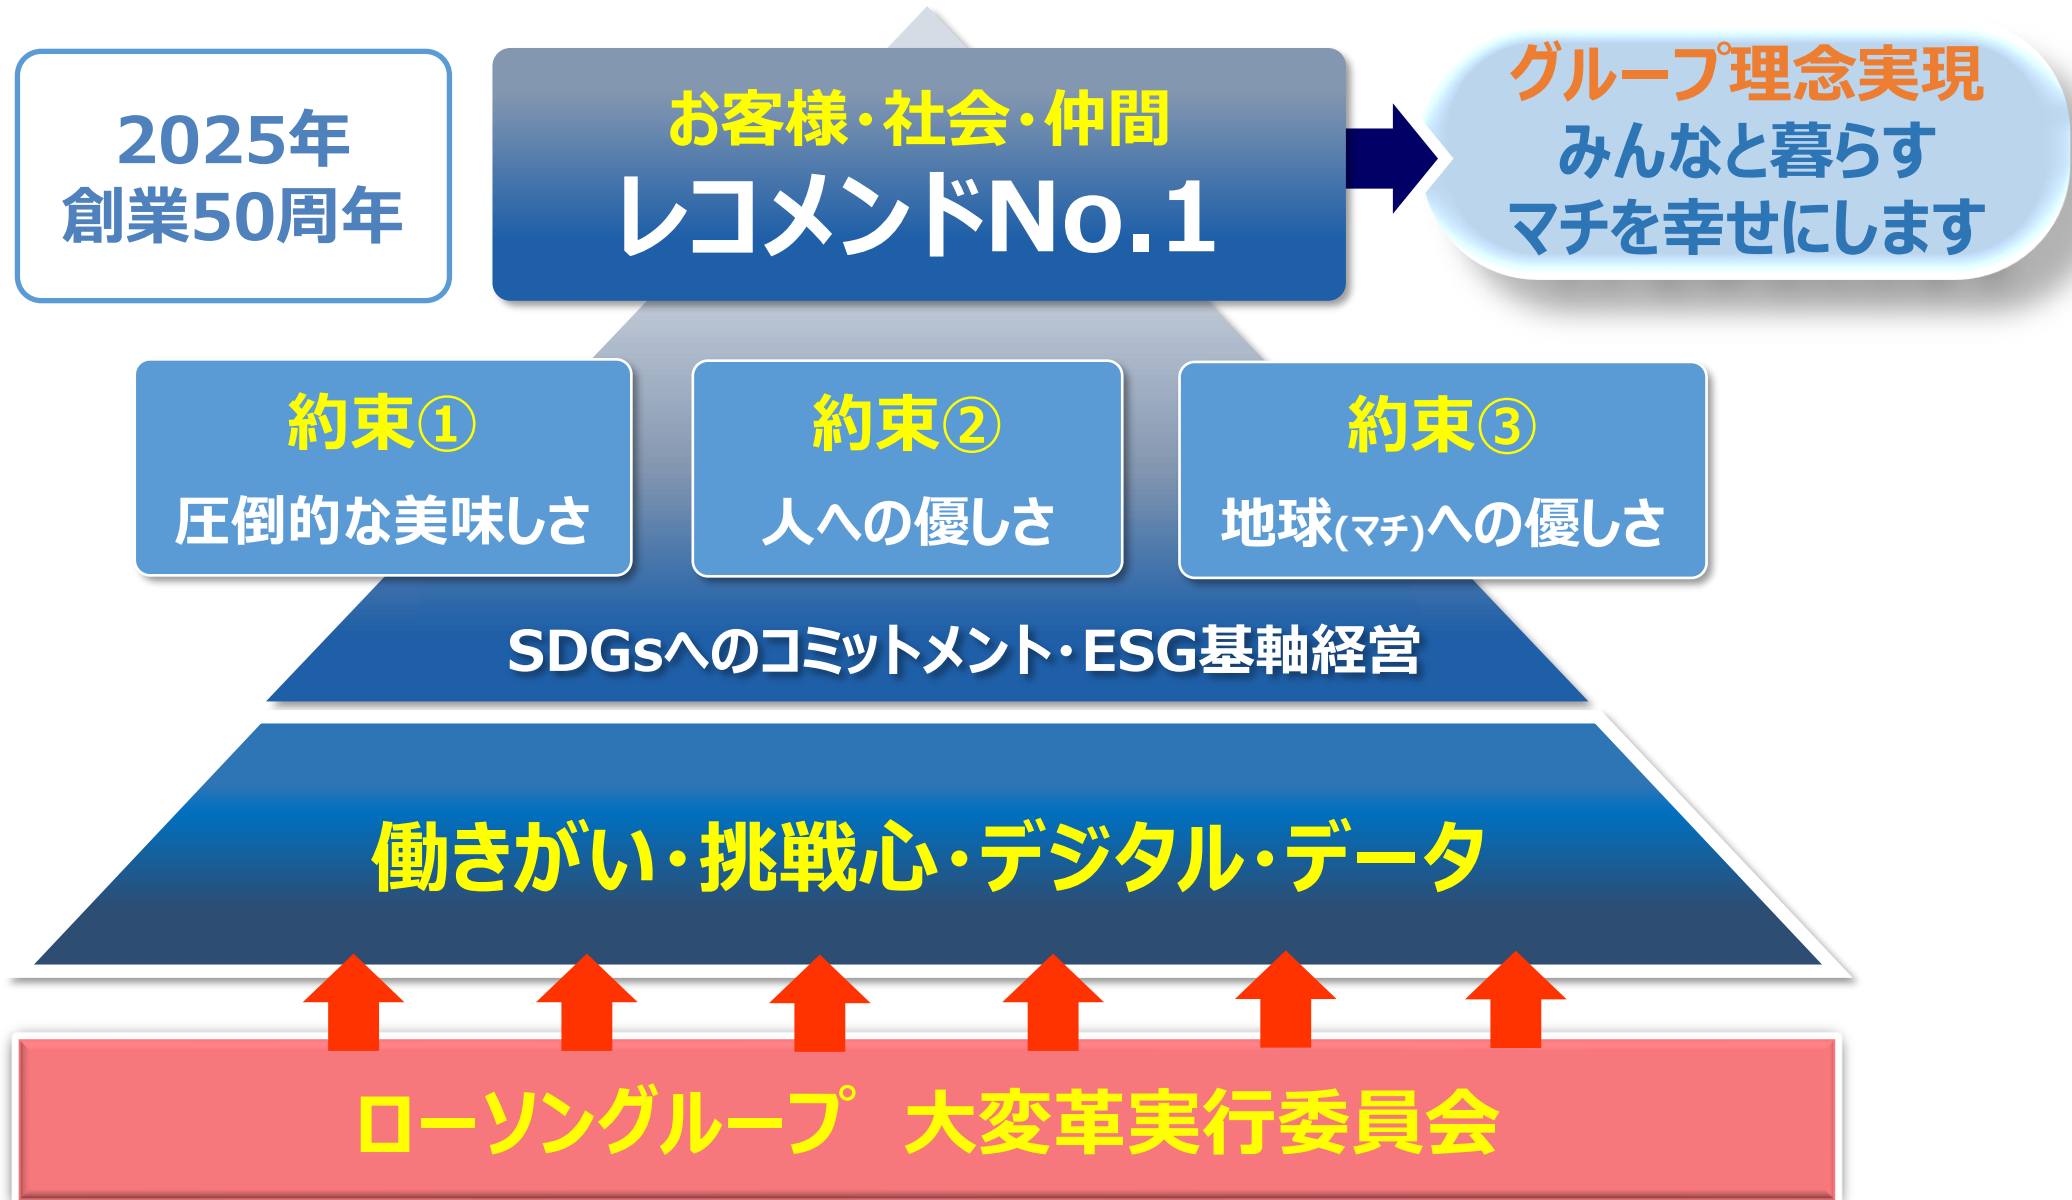 2025年
創業50周年
お客様・社会・仲間
レコメンドNo.1
グループ理念実現
みんなと暮らす
マチを幸せにします
約束①
圧倒的な美味しさ
約束②
人への優しさ
約束③
地球(マチ)への優しさ
SDGsへのコミットメント・ESG基軸経営
働きがい・挑戦心・デジタル・データ
ローソングループ 大変革実行委員会